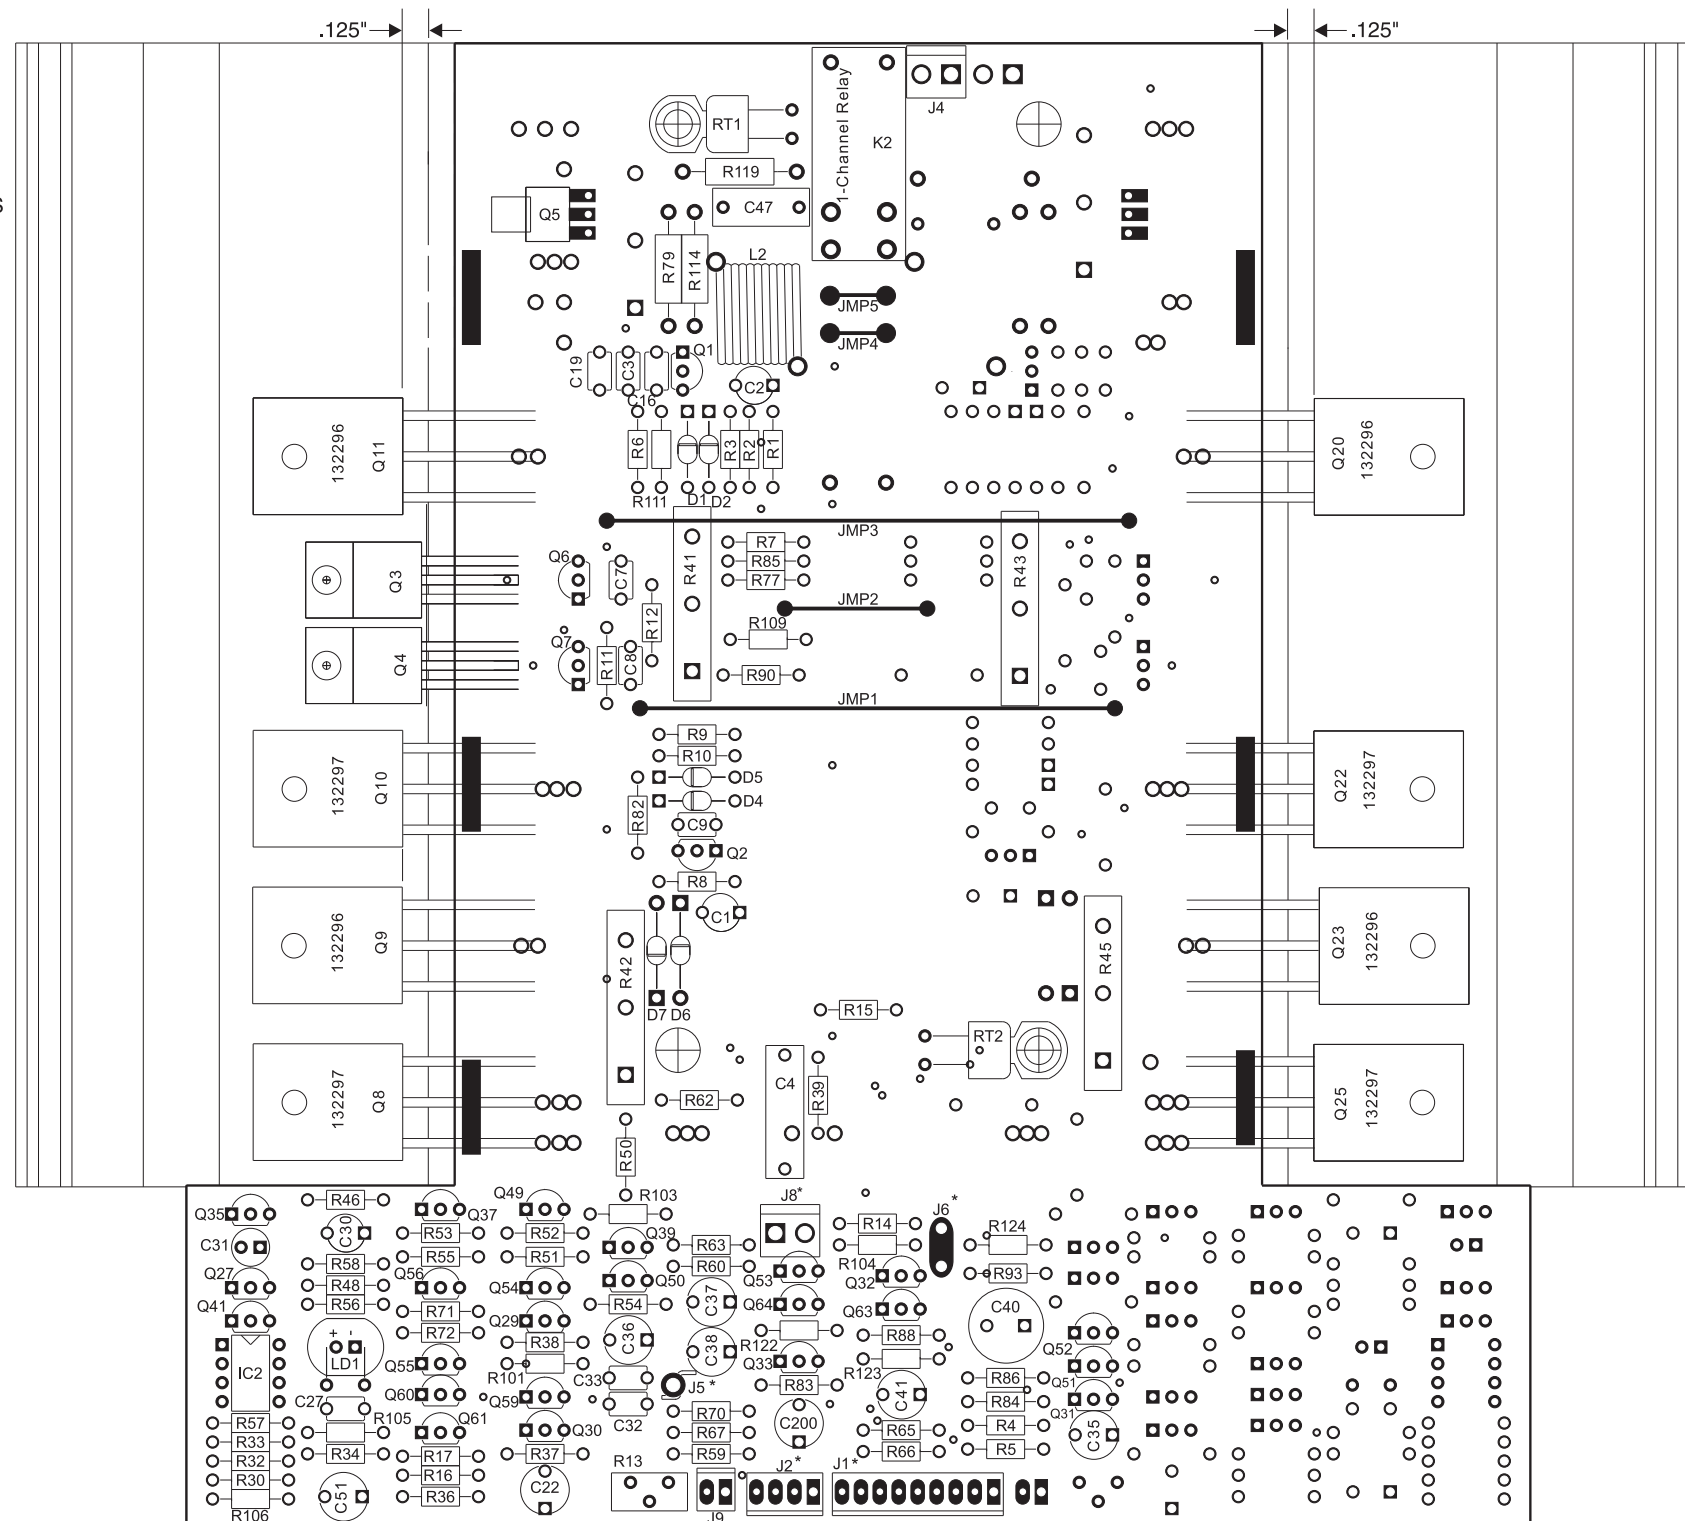 .125"
.125"
s
RT1
1-Channel Relay
K2
J4
R119
C47
Q5
R79
R114
L2
JMP5
JMP4
C19
C3
C16
Q1
C2
R6
R3
R2
R1
R111
D1
D2
132296
Q11
Q20
132296
JMP3
R41
R7
R85
R77
R43
Q6
C7
Q3
JMP2
R12
R109
Q7
R11
C8
Q4
R90
JMP1
R9
R10
D5
D4
R82
C9
Q2
R8
C1
132297
Q10
Q22
132297
132296
Q9
Q23
132296
R42
R45
D7
D6
R15
RT2
C4
R39
R62
R50
132297
Q8
Q25
132297
Q35
R46
Q37
Q49
R103
J8*
J6*
R14
R124
C31
C30
R53
R52
Q39
R63
R55
R51
R60
R104
R93
Q27
R58
R48
R56
Q56
Q54
Q50
Q53
Q32
Q41
R71
R72
Q29
R54
C37
Q64
Q63
C40
+ -
LD1
IC2
R38
C36
C38
R122
R88
Q52
Q55
R101
C33
Q33
R123
Q60
Q59
C32
J5*
R83
C41
R86
R84
Q51
Q31
C27
R105
Q61
Q30
R70
C200
R4
R57
R33
R34
R17
R37
R67
R65
R5
C35
R32
R16
R59
R66
R30
C51
R36
C22
R13
J9
J2*
J1*
R106